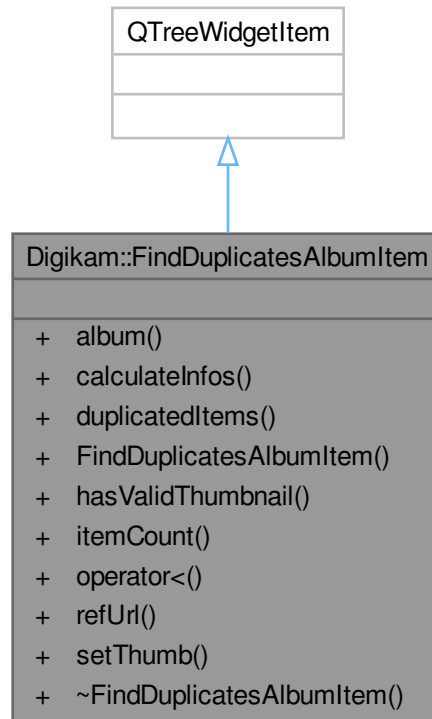 QTreeWidgetItem
Digikam::FindDuplicatesAlbumItem
+ album()
+ calculateInfos()
+ duplicatedItems()
+ FindDuplicatesAlbumItem()
+ hasValidThumbnail()
+ itemCount()
+ operator<()
+ refUrl()
+ setThumb()
+ ~FindDuplicatesAlbumItem()